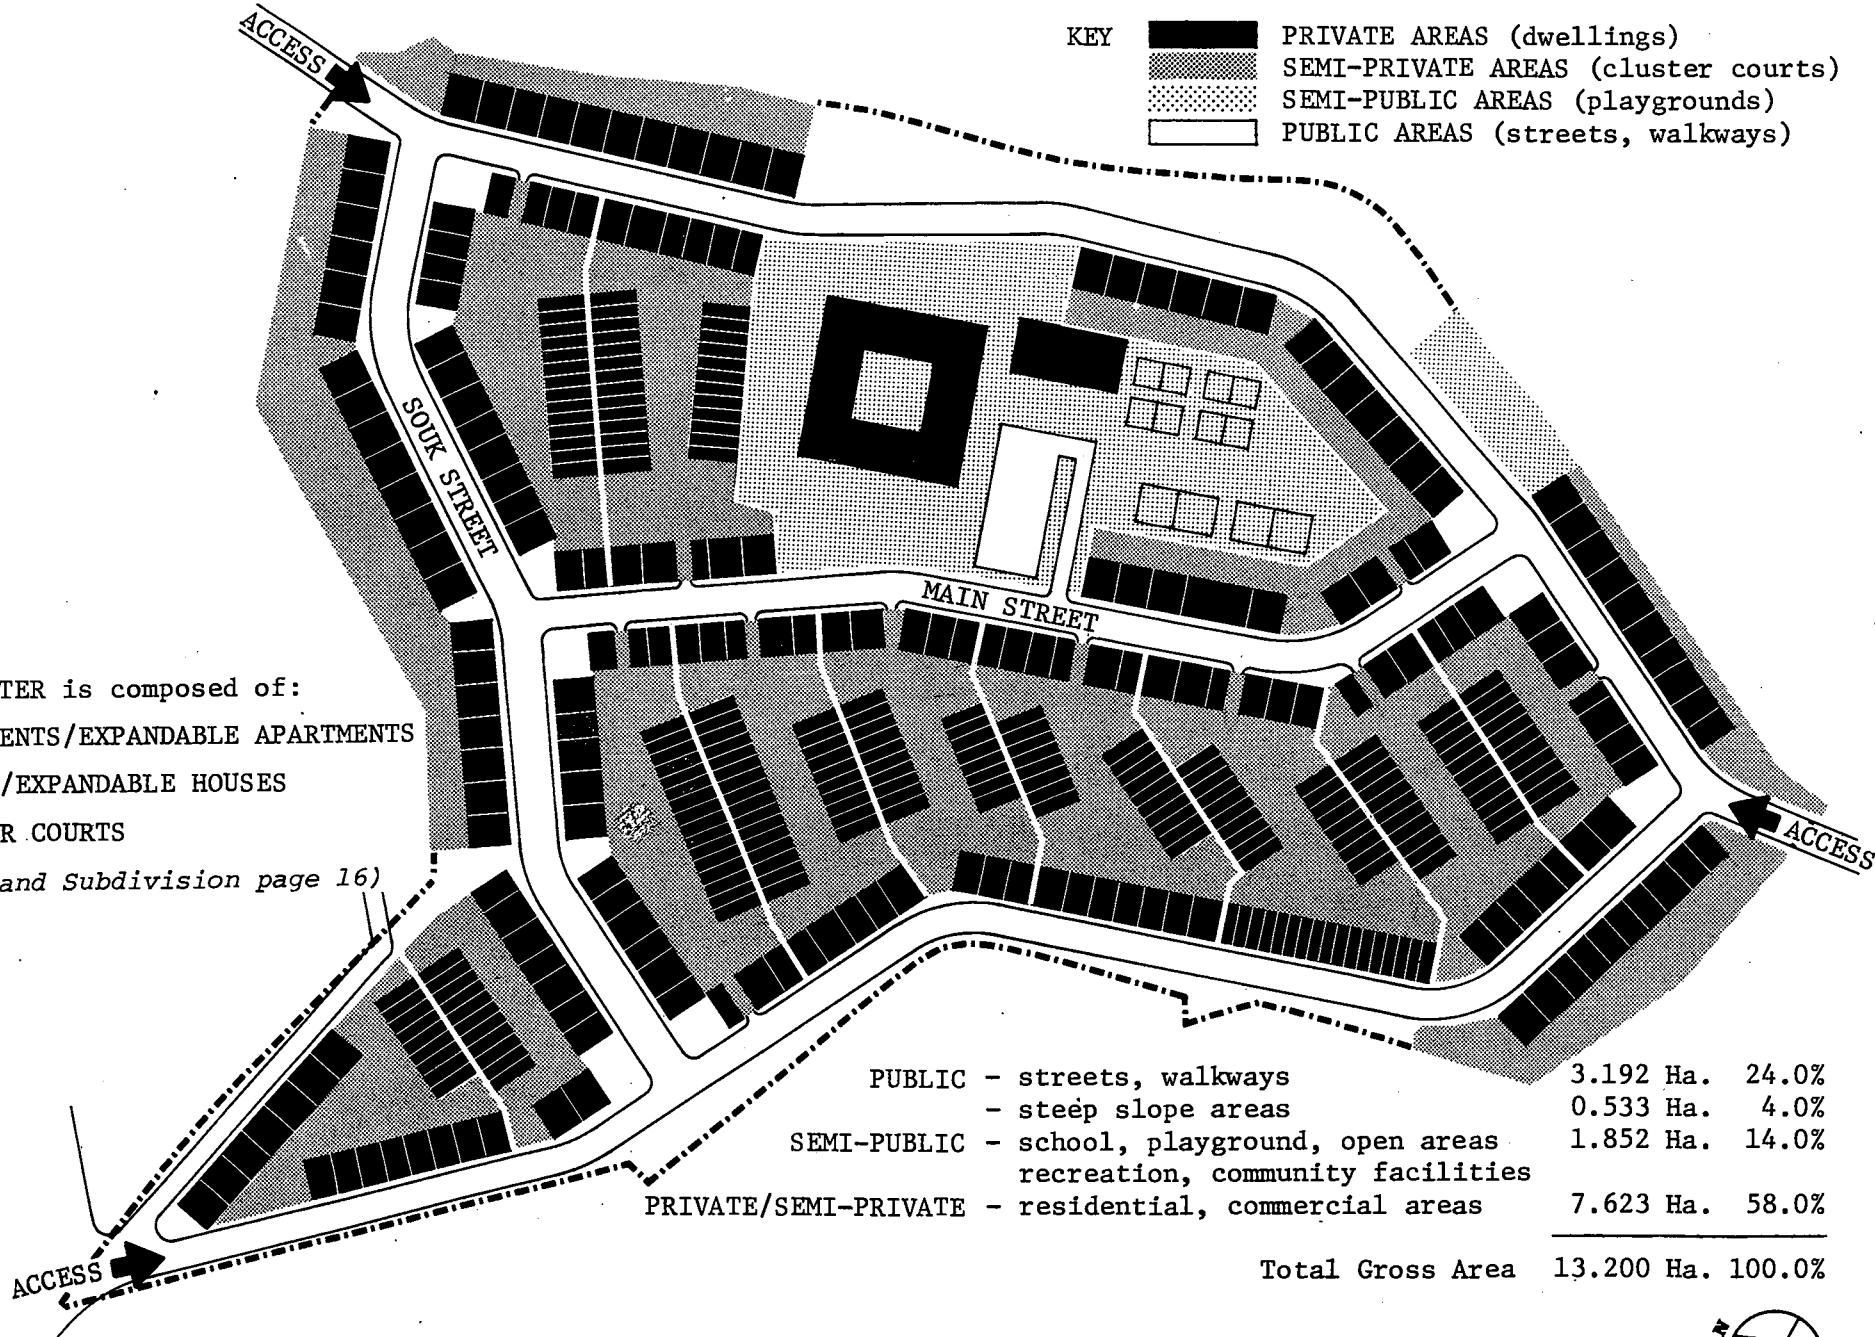 ACCESS
KEY
PRIVATE AREAS (dwellings)
SEMI-PRIVATE AREAS (cluster courts)
SEMI-PUBLIC AREAS (playgrounds)
PUBLIC AREAS (streets, walkways)
SOUK STREET
MAIN STREET
TER is composed of:
ENTS/EXPANDABLE APARTMENTS
/EXPANDABLE HOUSES
R COURTS
and Subdivision page 16)
ACCESS
PUBLIC - streets, walkways 3.192 Ha. 24.0%
- steep slope areas 0.533 Ha. 4.0%
SEMI-PUBLIC - school, playground, open areas 1.852 Ha. 14.0%
recreation, community facilities
PRIVATE/SEMI-PRIVATE - residential, commercial areas 7.623 Ha. 58.0%
Total Gross Area 13.200 Ha. 100.0%
ACCESS
N